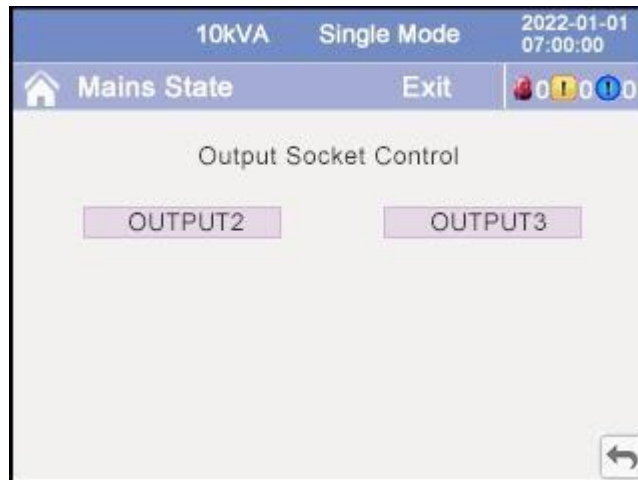 10kVA Single Mode 2022-01-01
07:00:00
Mains State Exit 0 ! 0 ! 0
Output Socket Control
OUTPUT2 OUTPUT3